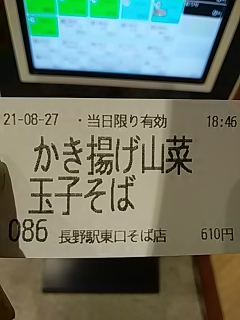 21-08-27 ・当日限り有効 18:46
かき揚げ山菜
玉子そば
086 長野駅東口そば店 610円